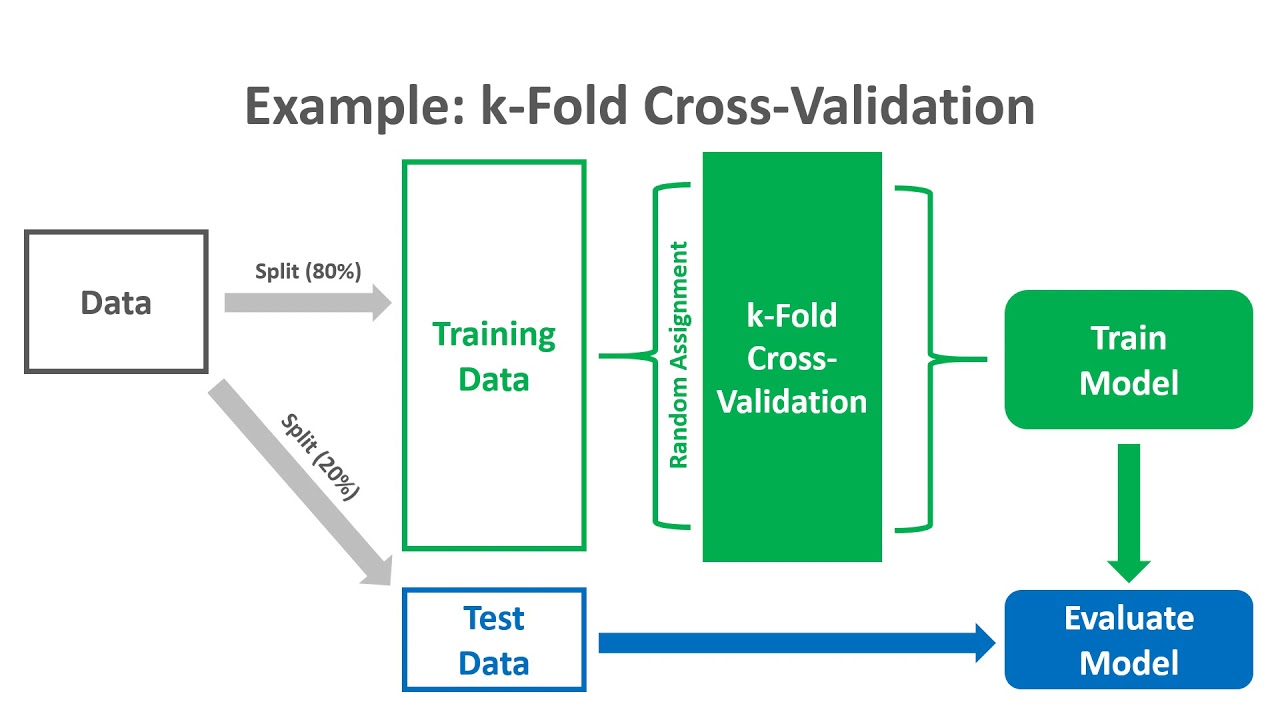 Example: k-Fold Cross-Validation
Data
Split (80%)
Split (20%)
Training
Data
Random Assignment
k-Fold
Cross-
Validation
Train
Model
Test
Data
Evaluate
Model